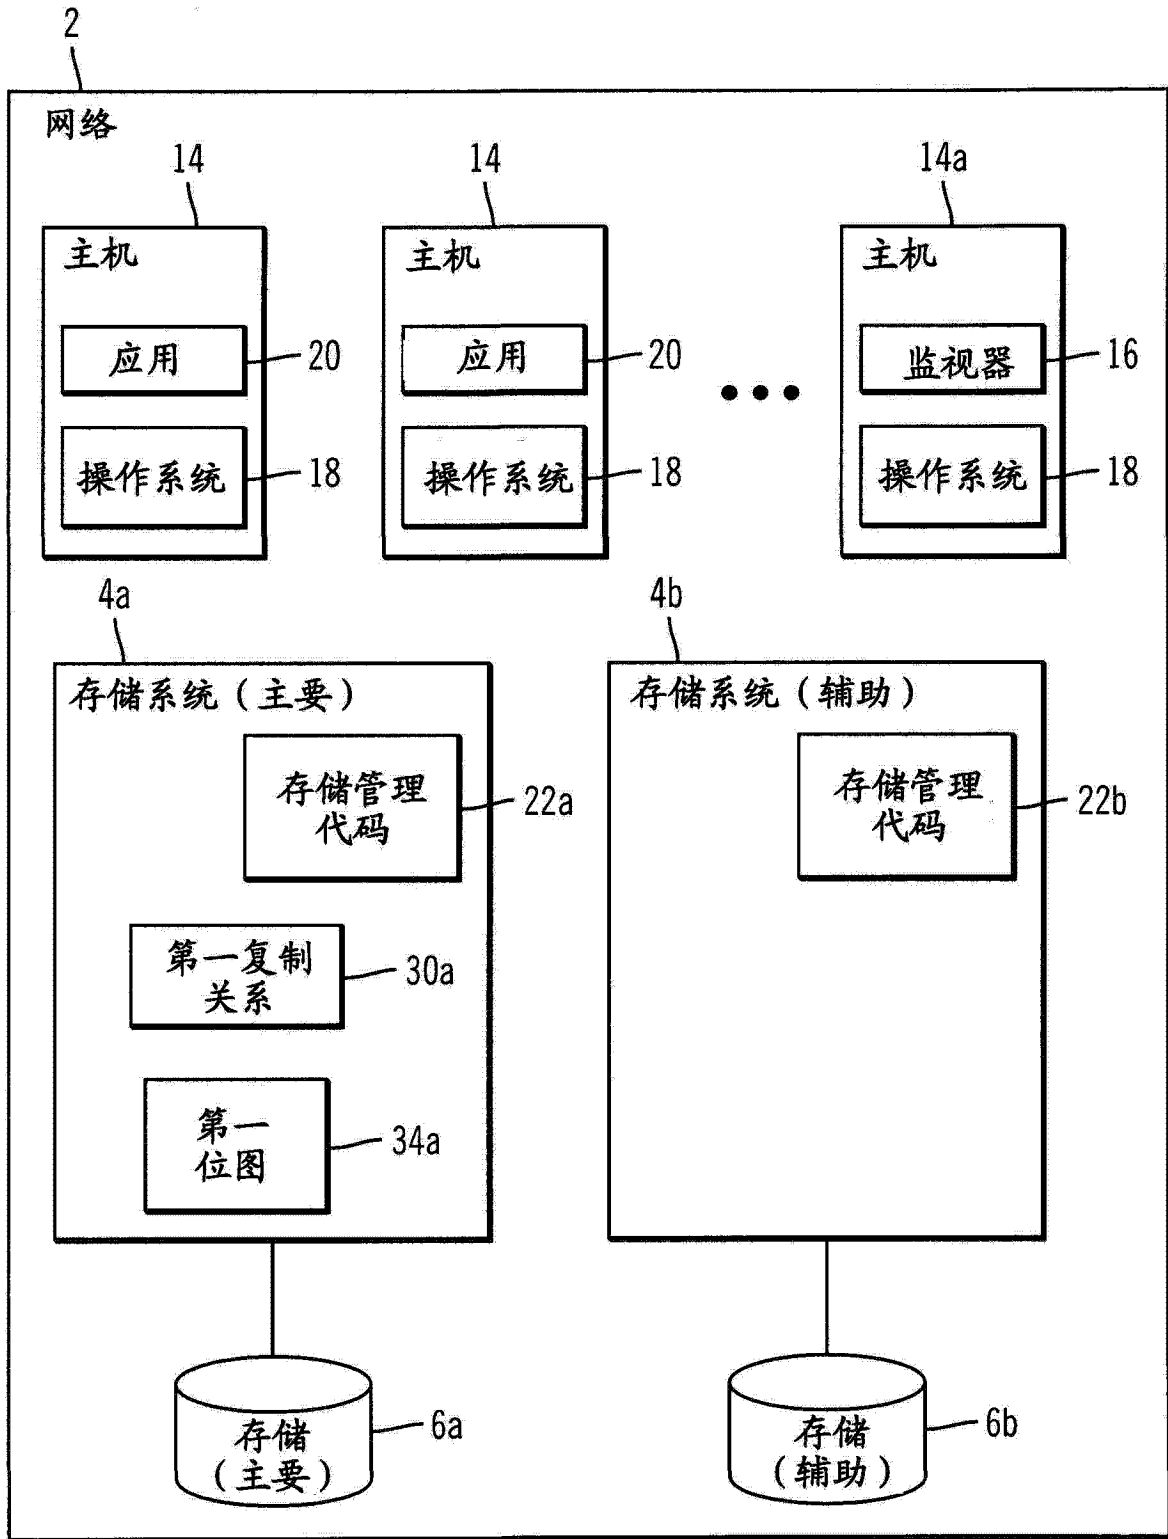 2
网络
14
14
14a
主机
主机
主机
应用
20
应用
20
监视器
16
操作系统
18
操作系统
18
操作系统
18
4a
4b
存储系统（主要）
存储系统（辅助）
存储管理
代码
22a
存储管理
代码
22b
第一复制
关系
30a
第一
位图
34a
存储
（主要）
6a
存储
（辅助）
6b